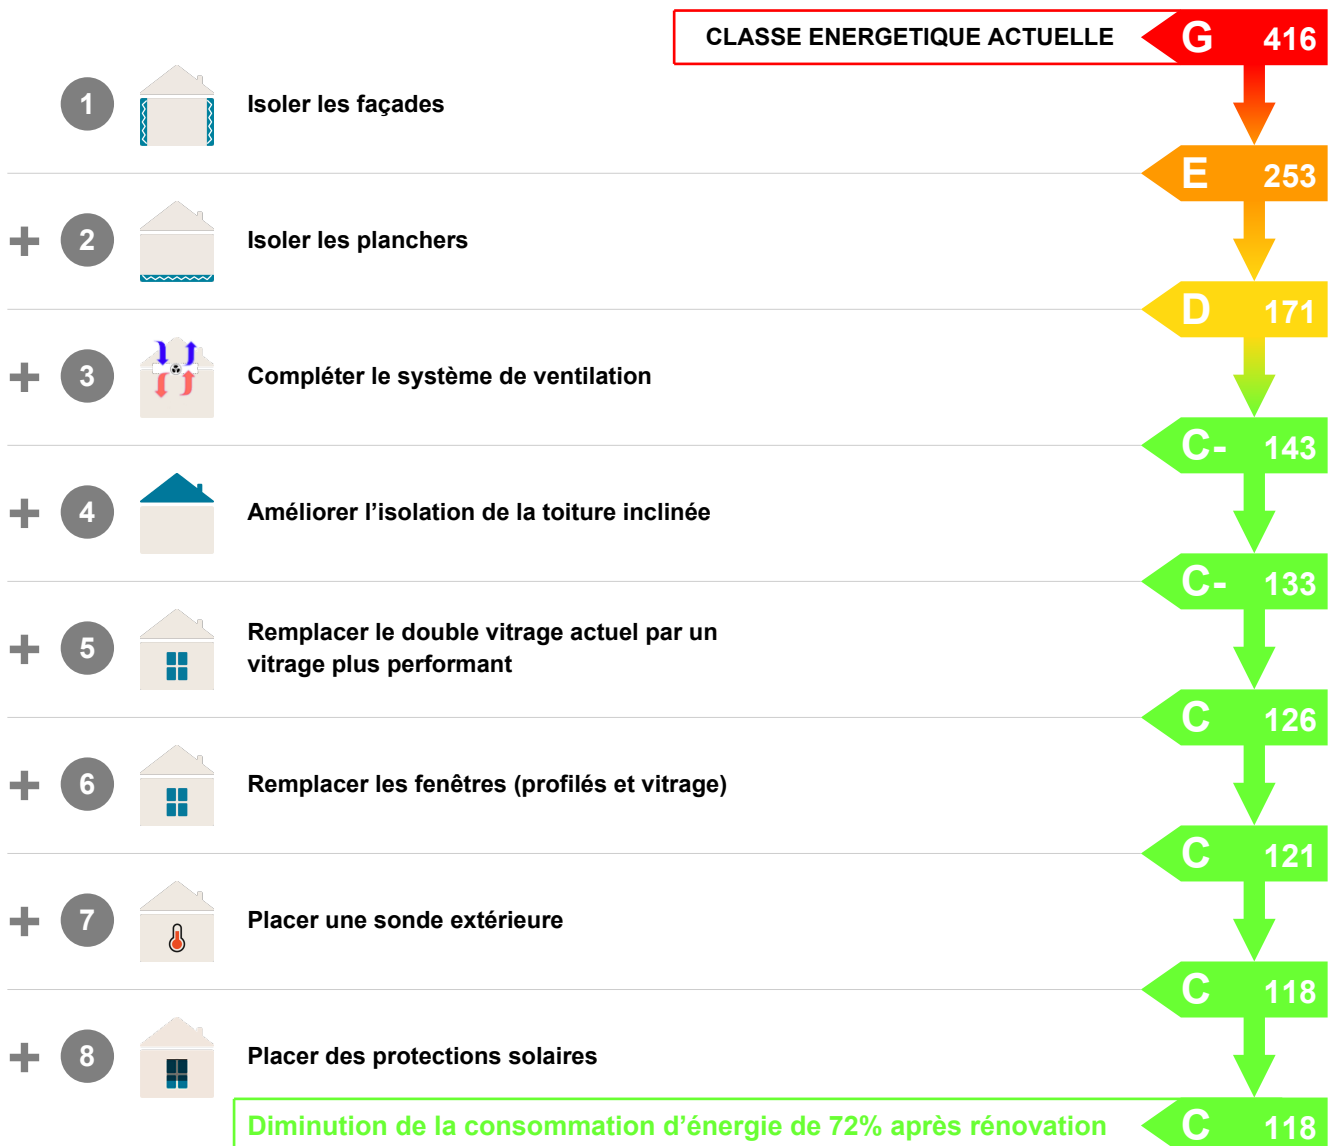 CLASSE ENERGETIQUE ACTUELLE G 416
1 Isoler les façades
E 253
+ 2 Isoler les planchers
D 171
+ 3 Compléter le système de ventilation
C- 143
+ 4 Améliorer l’isolation de la toiture inclinée
C- 133
+ 5 Remplacer le double vitrage actuel par un
vitrage plus performant
C 126
+ 6 Remplacer les fenêtres (profilés et vitrage)
C 121
+ 7 Placer une sonde extérieure
C 118
+ 8 Placer des protections solaires
Diminution de la consommation d’énergie de 72% après rénovation C 118